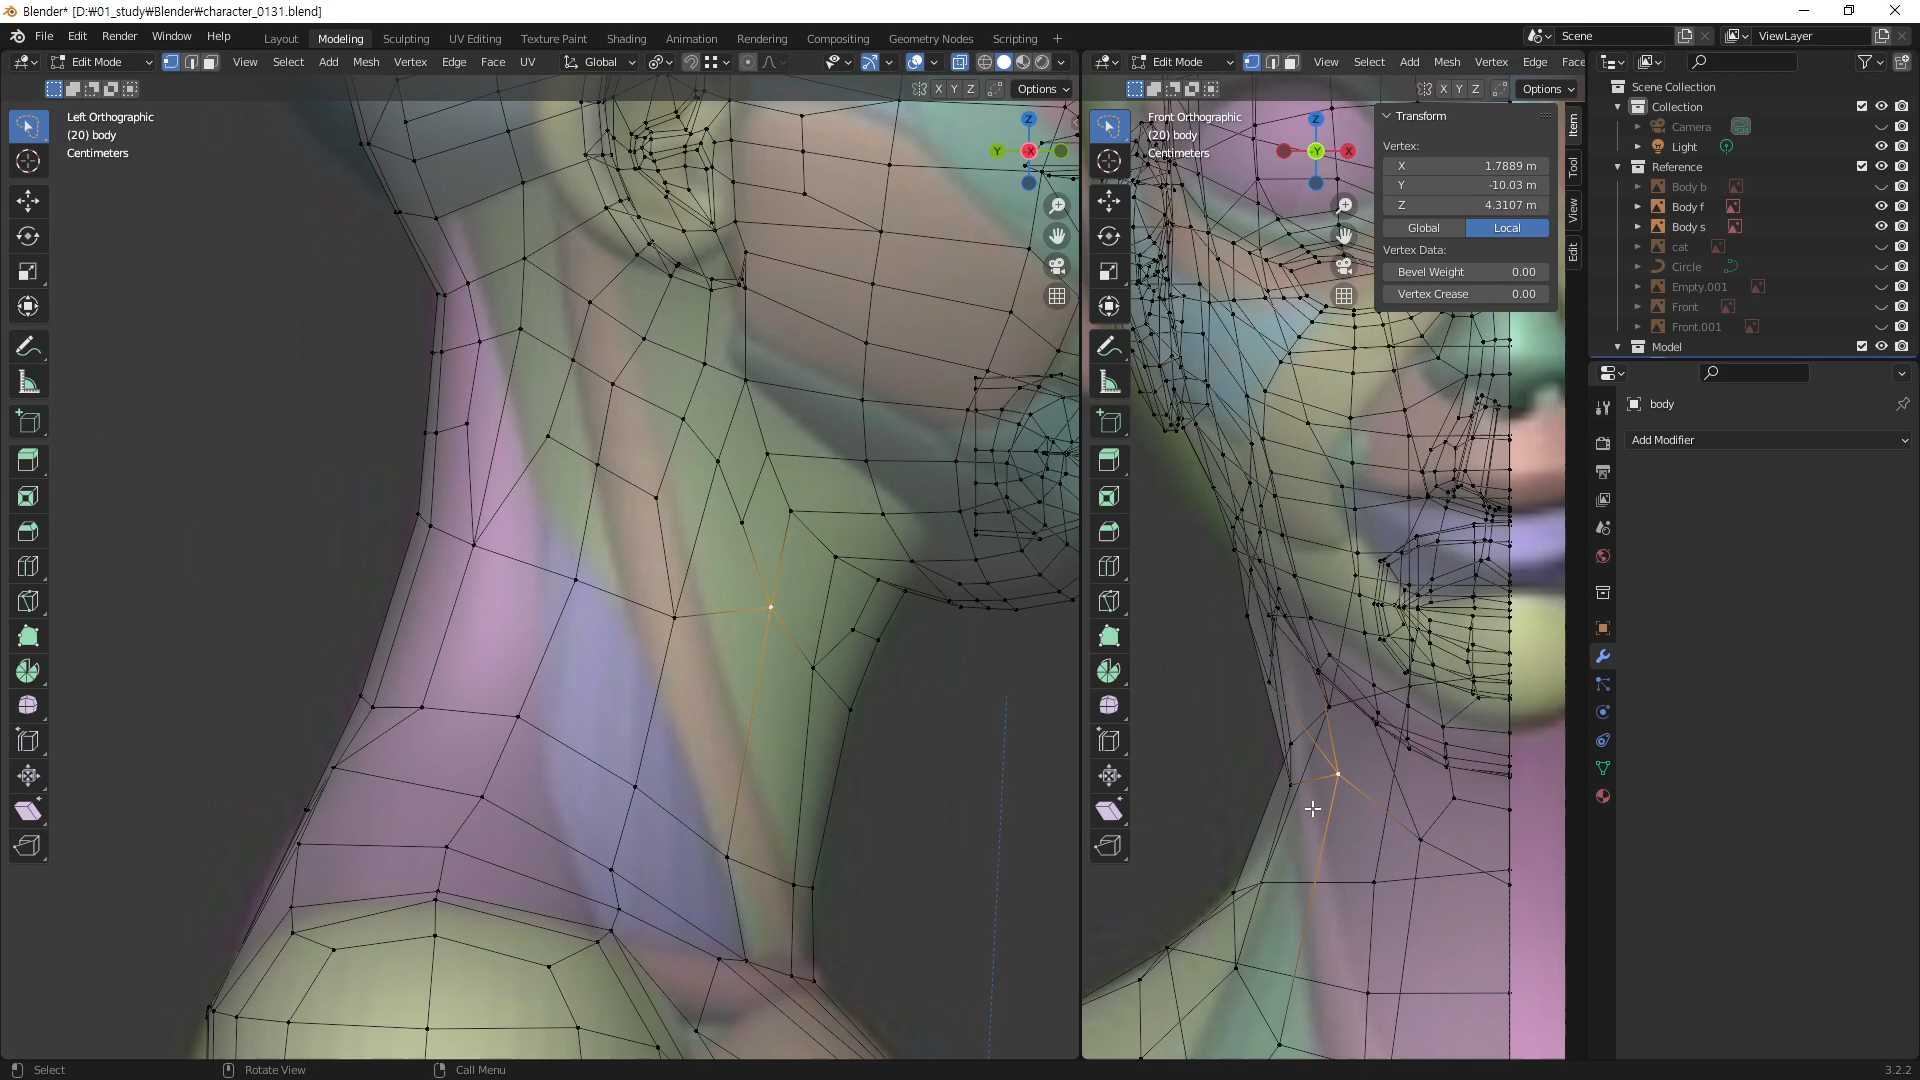 Blender* [D:₩01_study₩Blender₩character_0131.blend]
File Edit Render Window Help
Layout Modeling Sculpting UV Editing Texture Paint Shading Animation Rendering Compositing Geometry Nodes Scripting +
Scene ViewLayer
Edit Mode View Select Add Mesh Vertex Edge Face UV Global
Edit Mode View Select Add Mesh Vertex Edge Face
X Y Z Options
X Y Z Options
Left Orthographic
(20) body
Centimeters
Z
Y -X
Front Orthographic
(20) body
Centimeters
Z
-Y X
Transform
Vertex:
X 1.7889 m
Y -10.03 m
Z 4.3107 m
Global Local
Vertex Data:
Bevel Weight 0.00
Vertex Crease 0.00
Item
Tool
View
Edit
Scene Collection
Collection
Camera
Light
Reference
Body b
Body f
Body s
cat
Circle
Empty.001
Front
Front.001
Model
body
Add Modifier
Select Rotate View Call Menu 3.2.2